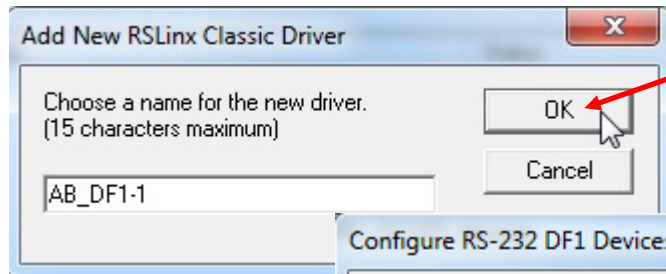 Add New RSLinx Classic Driver
Choose a name for the new driver.
(15 characters maximum)
OK
Cancel
AB_DF1-1
Configure RS-232 DF1 Devices